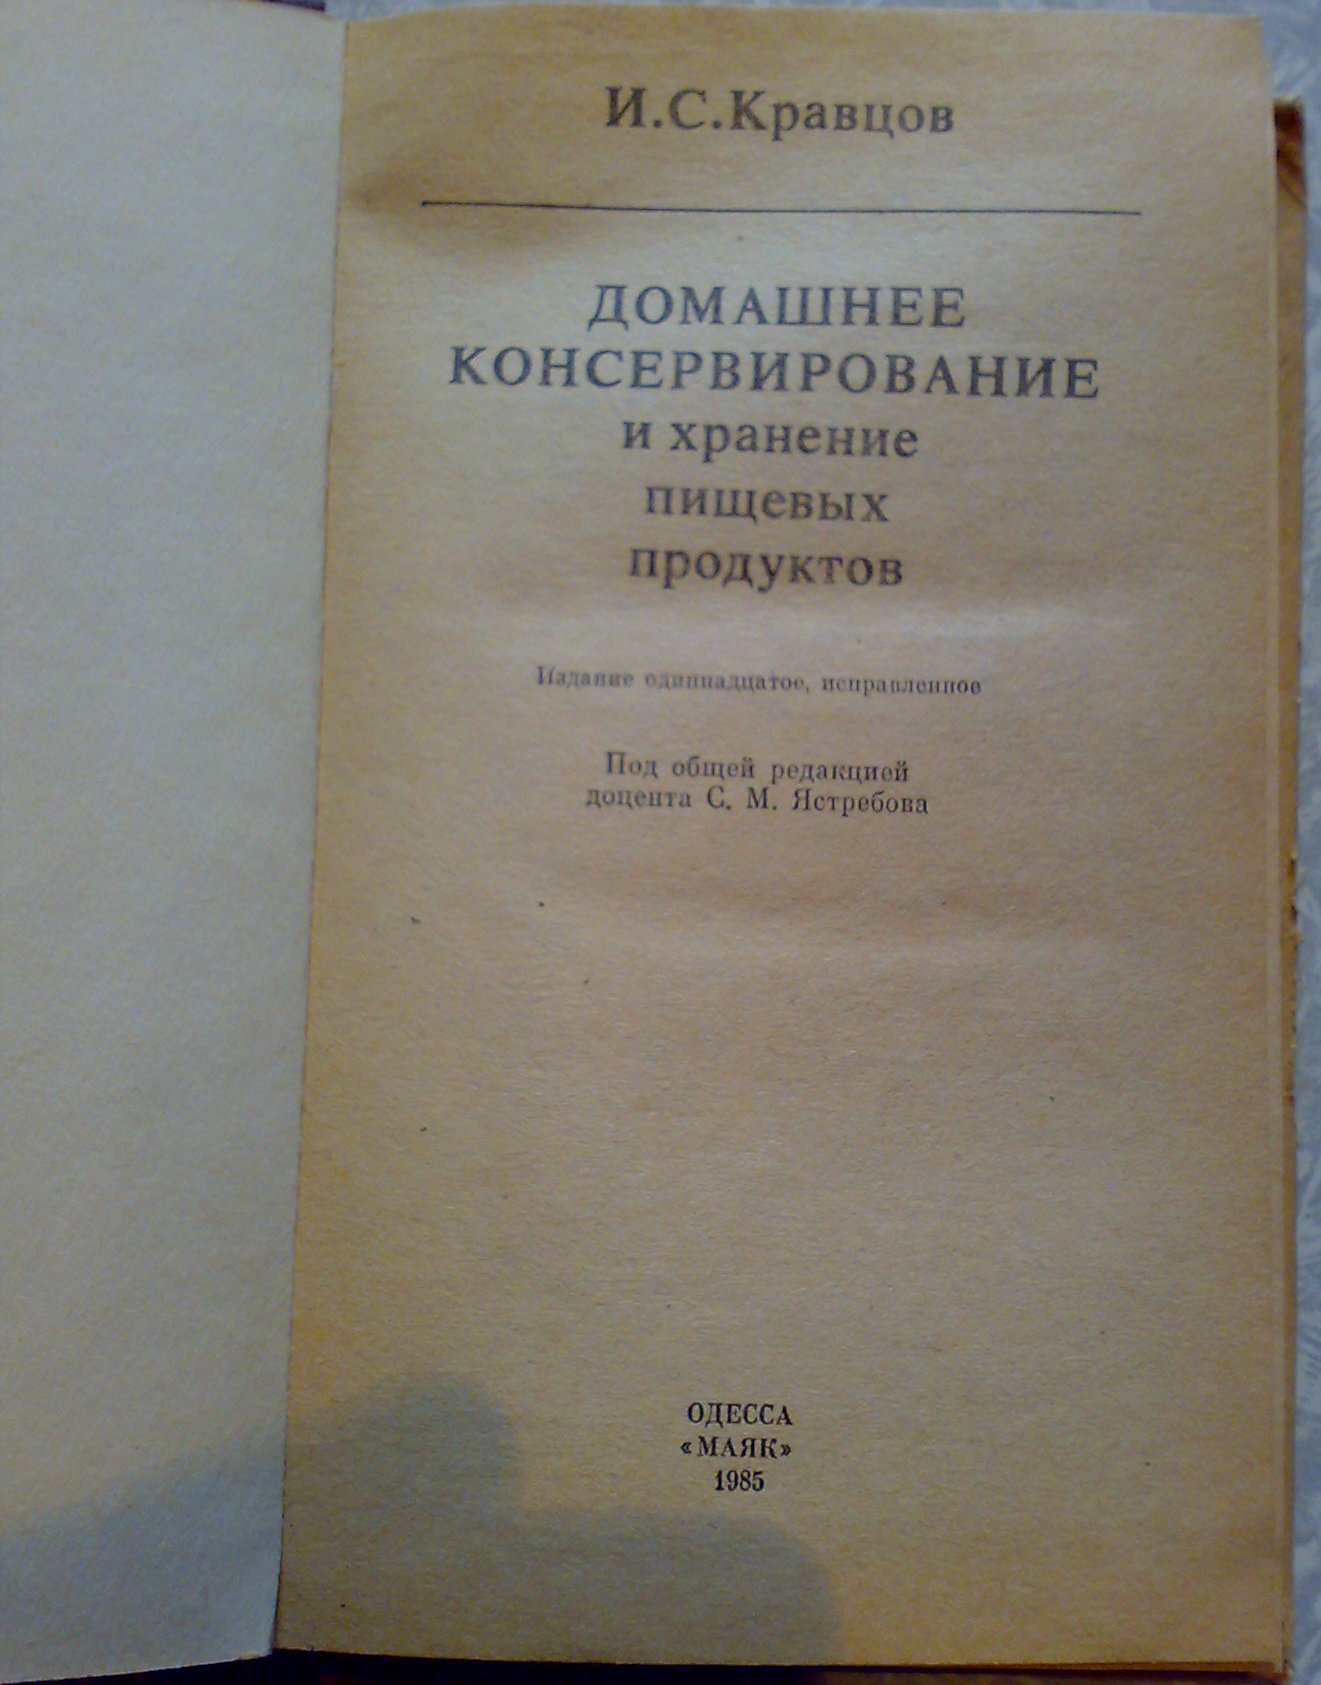 И.С.Кравцов
ДОМАШНЕЕ
КОНСЕРВИРОВАНИЕ
и хранение
пищевых
продуктов
Издание одиннадцатое, исправленное
Под общей редакцией
доцента С. М. Ястребова
ОДЕССА
«МАЯК»
1985